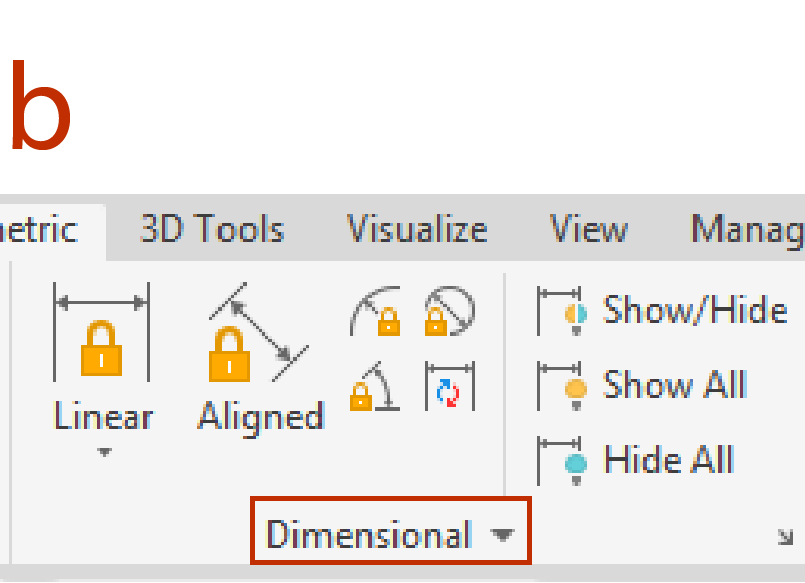 b
etric 3D Tools Visualize View Manag
Show/Hide
Show All
Linear Aligned
Hide All
Dimensional